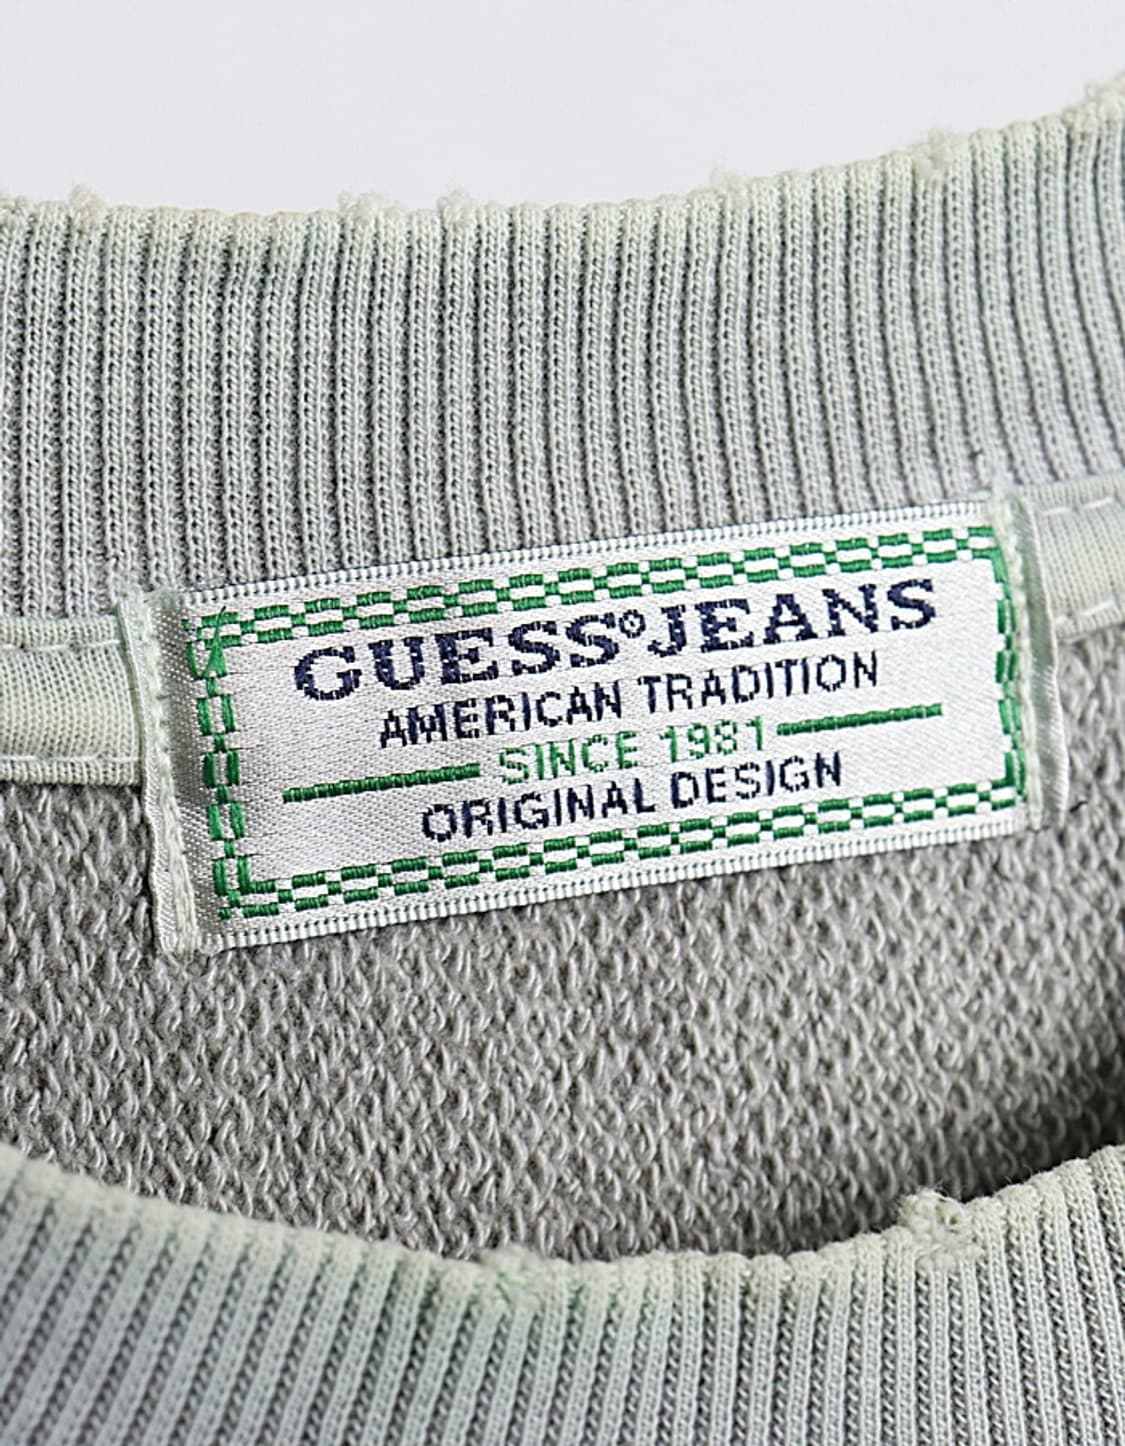 GUESS® JEANS
AMERICAN TRADITION
SINCE 1981
ORIGINAL DESIGN